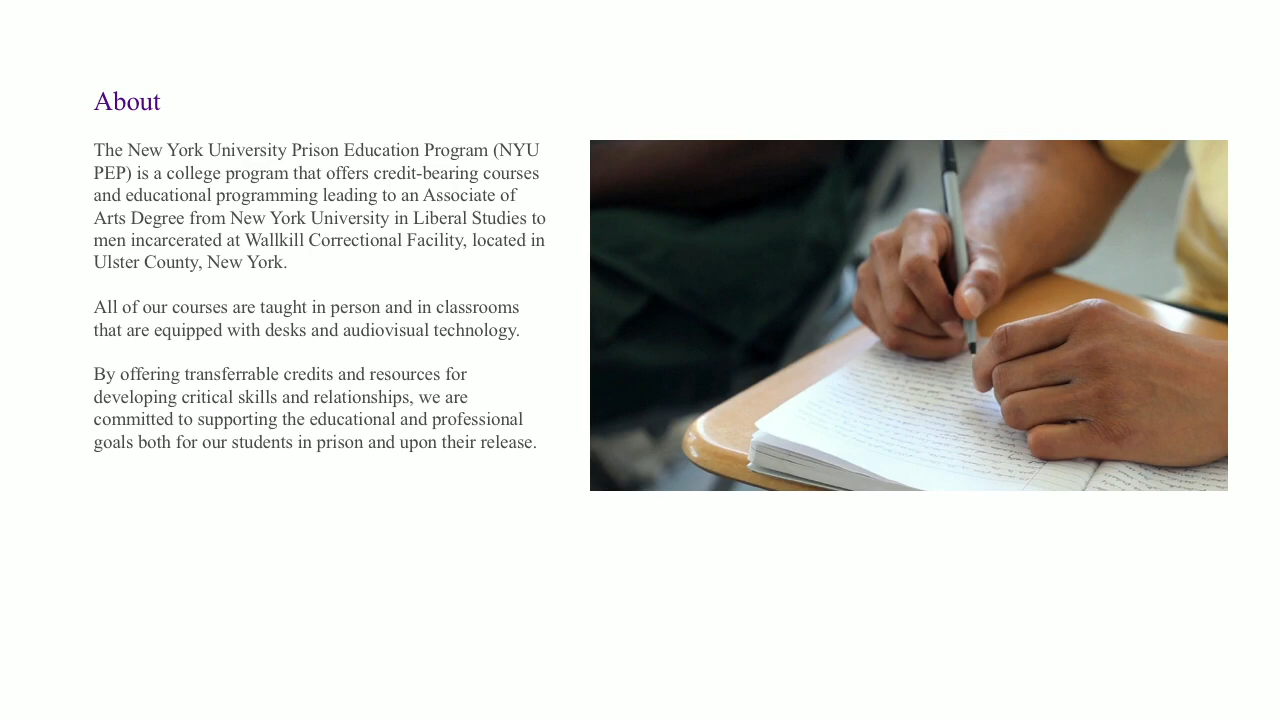 About
The New York University Prison Education Program (NYU
PEP) is a college program that offers credit-bearing courses
and educational programming leading to an Associate of
Arts Degree from New York University in Liberal Studies to
men incarcerated at Wallkill Correctional Facility, located in
Ulster County, New York.
All of our courses are taught in person and in classrooms
that are equipped with desks and audiovisual technology.
By offering transferrable credits and resources for
developing critical skills and relationships, we are
committed to supporting the educational and professional
goals both for our students in prison and upon their release.